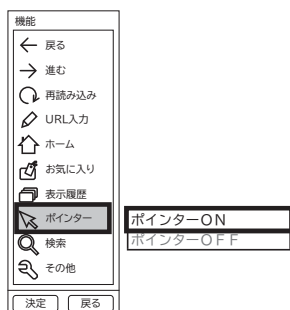 機能
戻る
進む
再読み込み
URL入力
ホーム
お気に入り
表示履歴
ポインター
検索
その他
決定 戻る
ポインターON
ポインターOFF